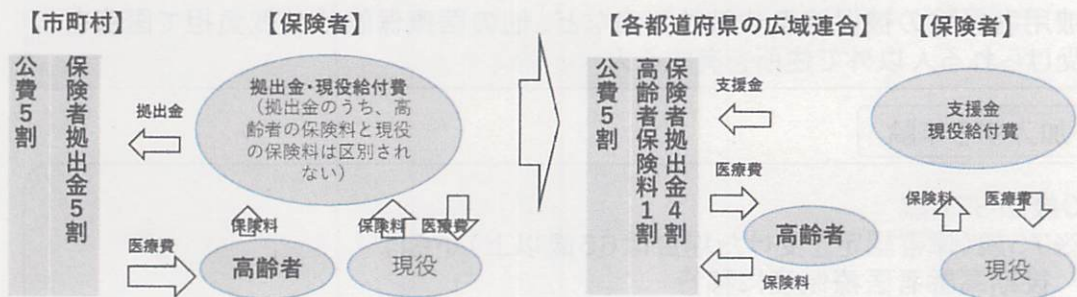 【市町村】
【保険者】
公費5割
保険者拠出金5割
拠出金
拠出金・現役給付費
（拠出金のうち、高
齢者の保険料と現役
の保険料は区別され
ない）
保険料
保険料
医療費
医療費
高齢者
現役
【各都道府県の広域連合】
【保険者】
公費5割
保険者拠出金4割
高齢者保険料1割
支援金
支援金
現役給付費
医療費
保険料
医療費
高齢者
保険料
現役